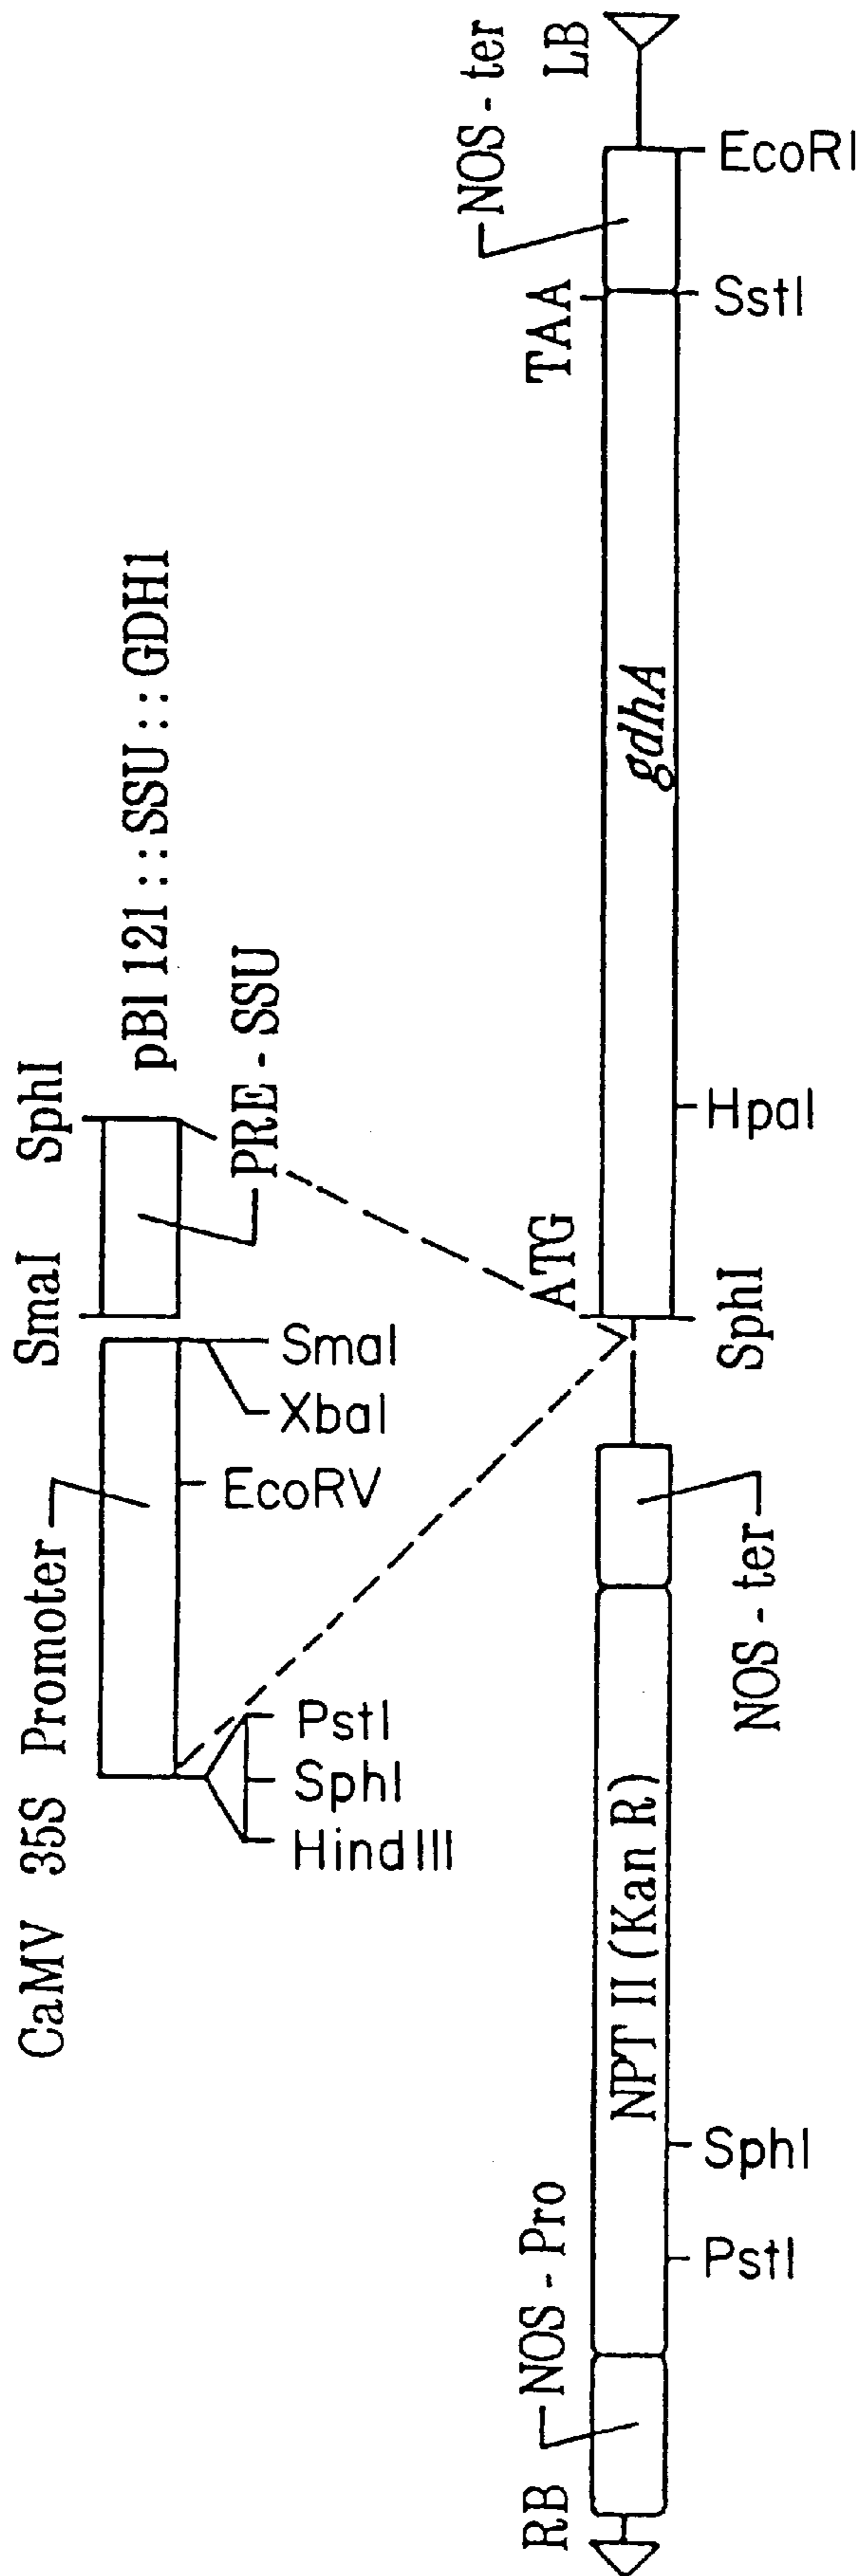 CaMV 35S Promoter
SmaI
SphI
pBI 121::SSU::GDH1
PRE-SSU
SmaI
XbaI
EcoRV
PstI
SphI
HindIII
RB
NOS-Pro
ATG
TAA
NOS-ter
LB
NPT II (Kan R)
gdhA
PstI
SphI
NOS-ter
SphI
HpaI
SstI
EcoRI